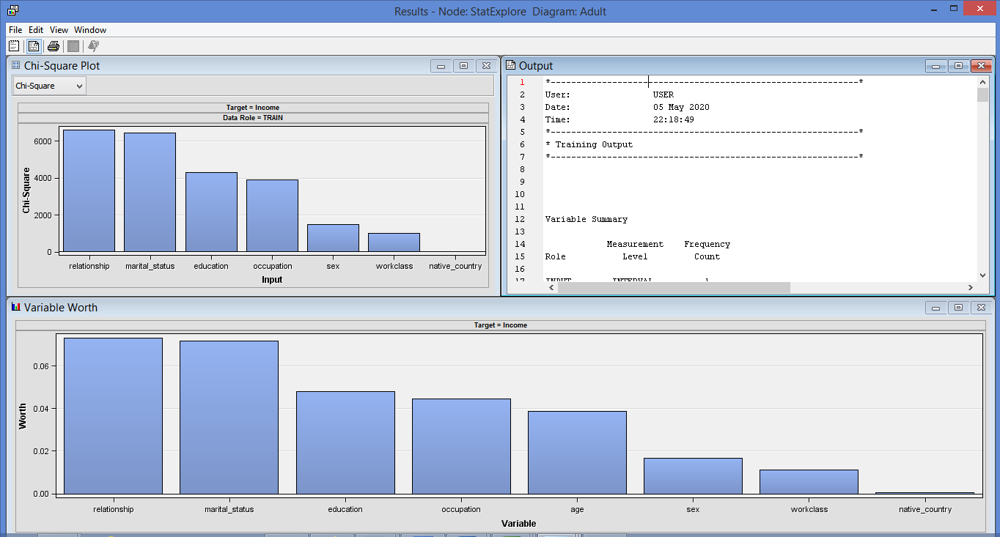 Results - Node: StatExplore Diagram: Adult
File Edit View Window
Chi-Square Plot
Chi-Square
Target = Income
Data Role = TRAIN
Chi-Square
6000
4000
2000
0
relationship marital_status education occupation sex workclass native_country
Input
Output
1 *------------------------------------------------------------*
2 User: USER
3 Date: 05 May 2020
4 Time: 22:18:49
5 *------------------------------------------------------------*
6 * Training Output
7 *------------------------------------------------------------*
8
9
10
11
12 Variable Summary
13
14 Measurement Frequency
15 Role Level Count
16
17 INPUT INTERVAL 1
Variable Worth
Target = Income
Worth
0.06
0.04
0.02
0.00
relationship marital_status education occupation age sex workclass native_country
Variable